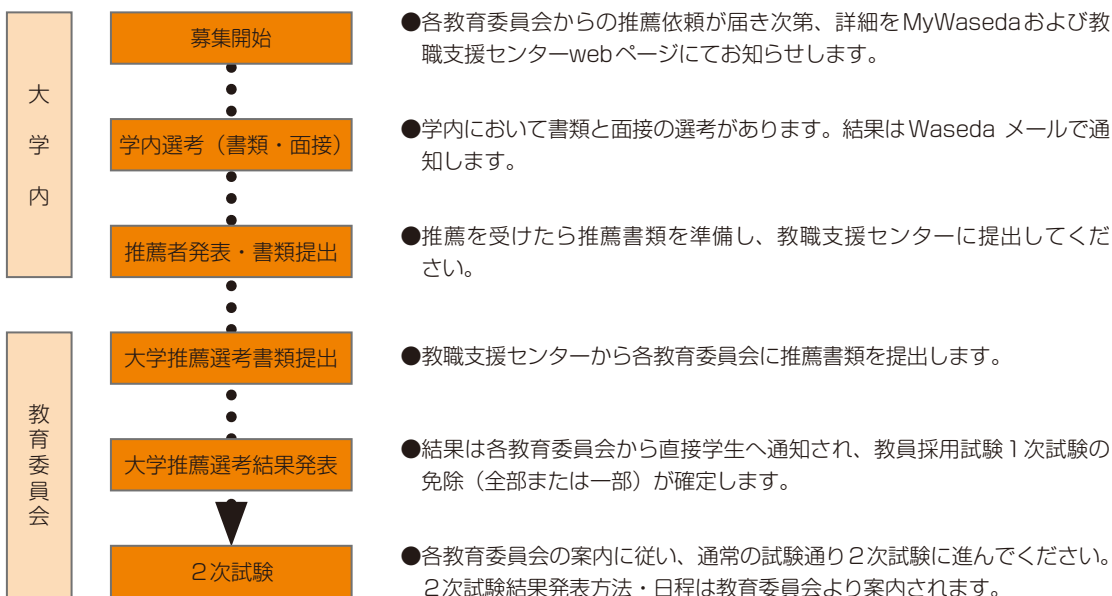 大学内
募集開始
●各教育委員会からの推薦依頼が届き次第、詳細をMyWasedaおよび教
職支援センターwebページにてお知らせします。
学内選考（書類・面接）
●学内において書類と面接の選考があります。結果はWaseda メールで通
知します。
推薦者発表・書類提出
●推薦を受けたら推薦書類を準備し、教職支援センターに提出してくだ
さい。
教育委員会
大学推薦選考書類提出
●教職支援センターから各教育委員会に推薦書類を提出します。
大学推薦選考結果発表
●結果は各教育委員会から直接学生へ通知され、教員採用試験１次試験の
免除（全部または一部）が確定します。
２次試験
●各教育委員会の案内に従い、通常の試験通り２次試験に進んでください。
２次試験結果発表方法・日程は教育委員会より案内されます。